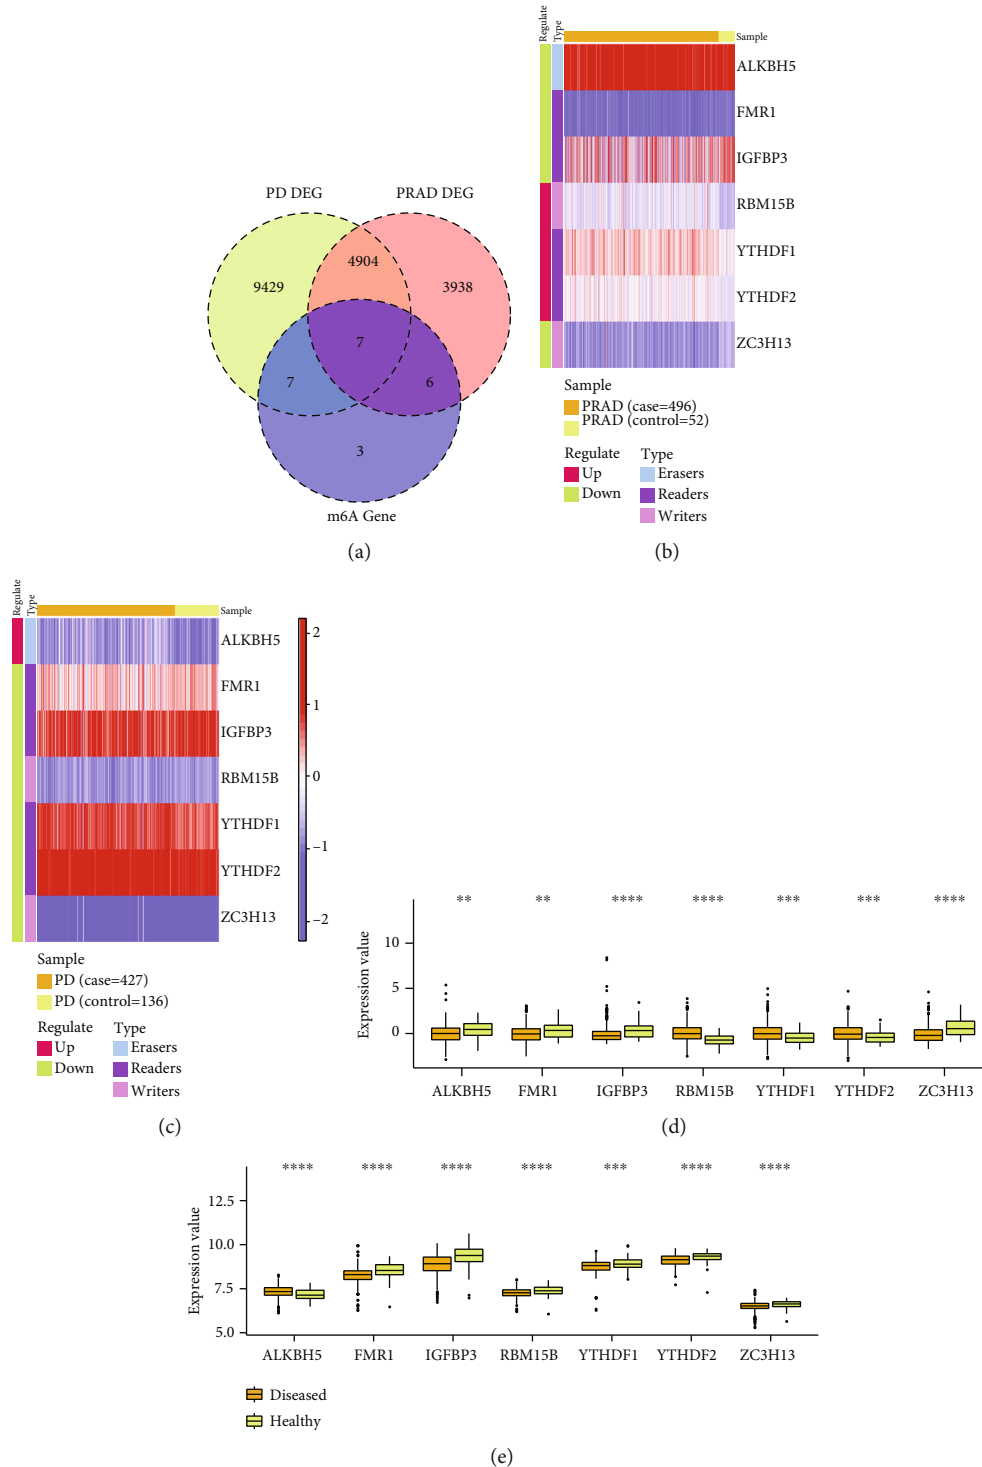 PD DEG
PRAD DEG
9429
4904
3938
7
7
6
3
m6A Gene
(a)
Regulate
Type
Sample
ALKBH5
FMR1
IGFBP3
RBM15B
YTHDF1
YTHDF2
ZC3H13
Sample
PRAD (case=496)
PRAD (control=52)
Regulate
Up
Down
Type
Erasers
Readers
Writers
(b)
Regulate
Type
Sample
ALKBH5
FMR1
IGFBP3
RBM15B
YTHDF1
YTHDF2
ZC3H13
2
1
0
−1
−2
Sample
PD (case=427)
PD (control=136)
Regulate
Up
Down
Type
Erasers
Readers
Writers
(c)
** ** **** **** *** *** ****
Expression value
10
5
0
ALKBH5 FMR1 IGFBP3 RBM15B YTHDF1 YTHDF2 ZC3H13
(d)
**** **** **** **** *** **** ****
Expression value
12.5
10.0
7.5
5.0
ALKBH5 FMR1 IGFBP3 RBM15B YTHDF1 YTHDF2 ZC3H13
Diseased
Healthy
(e)